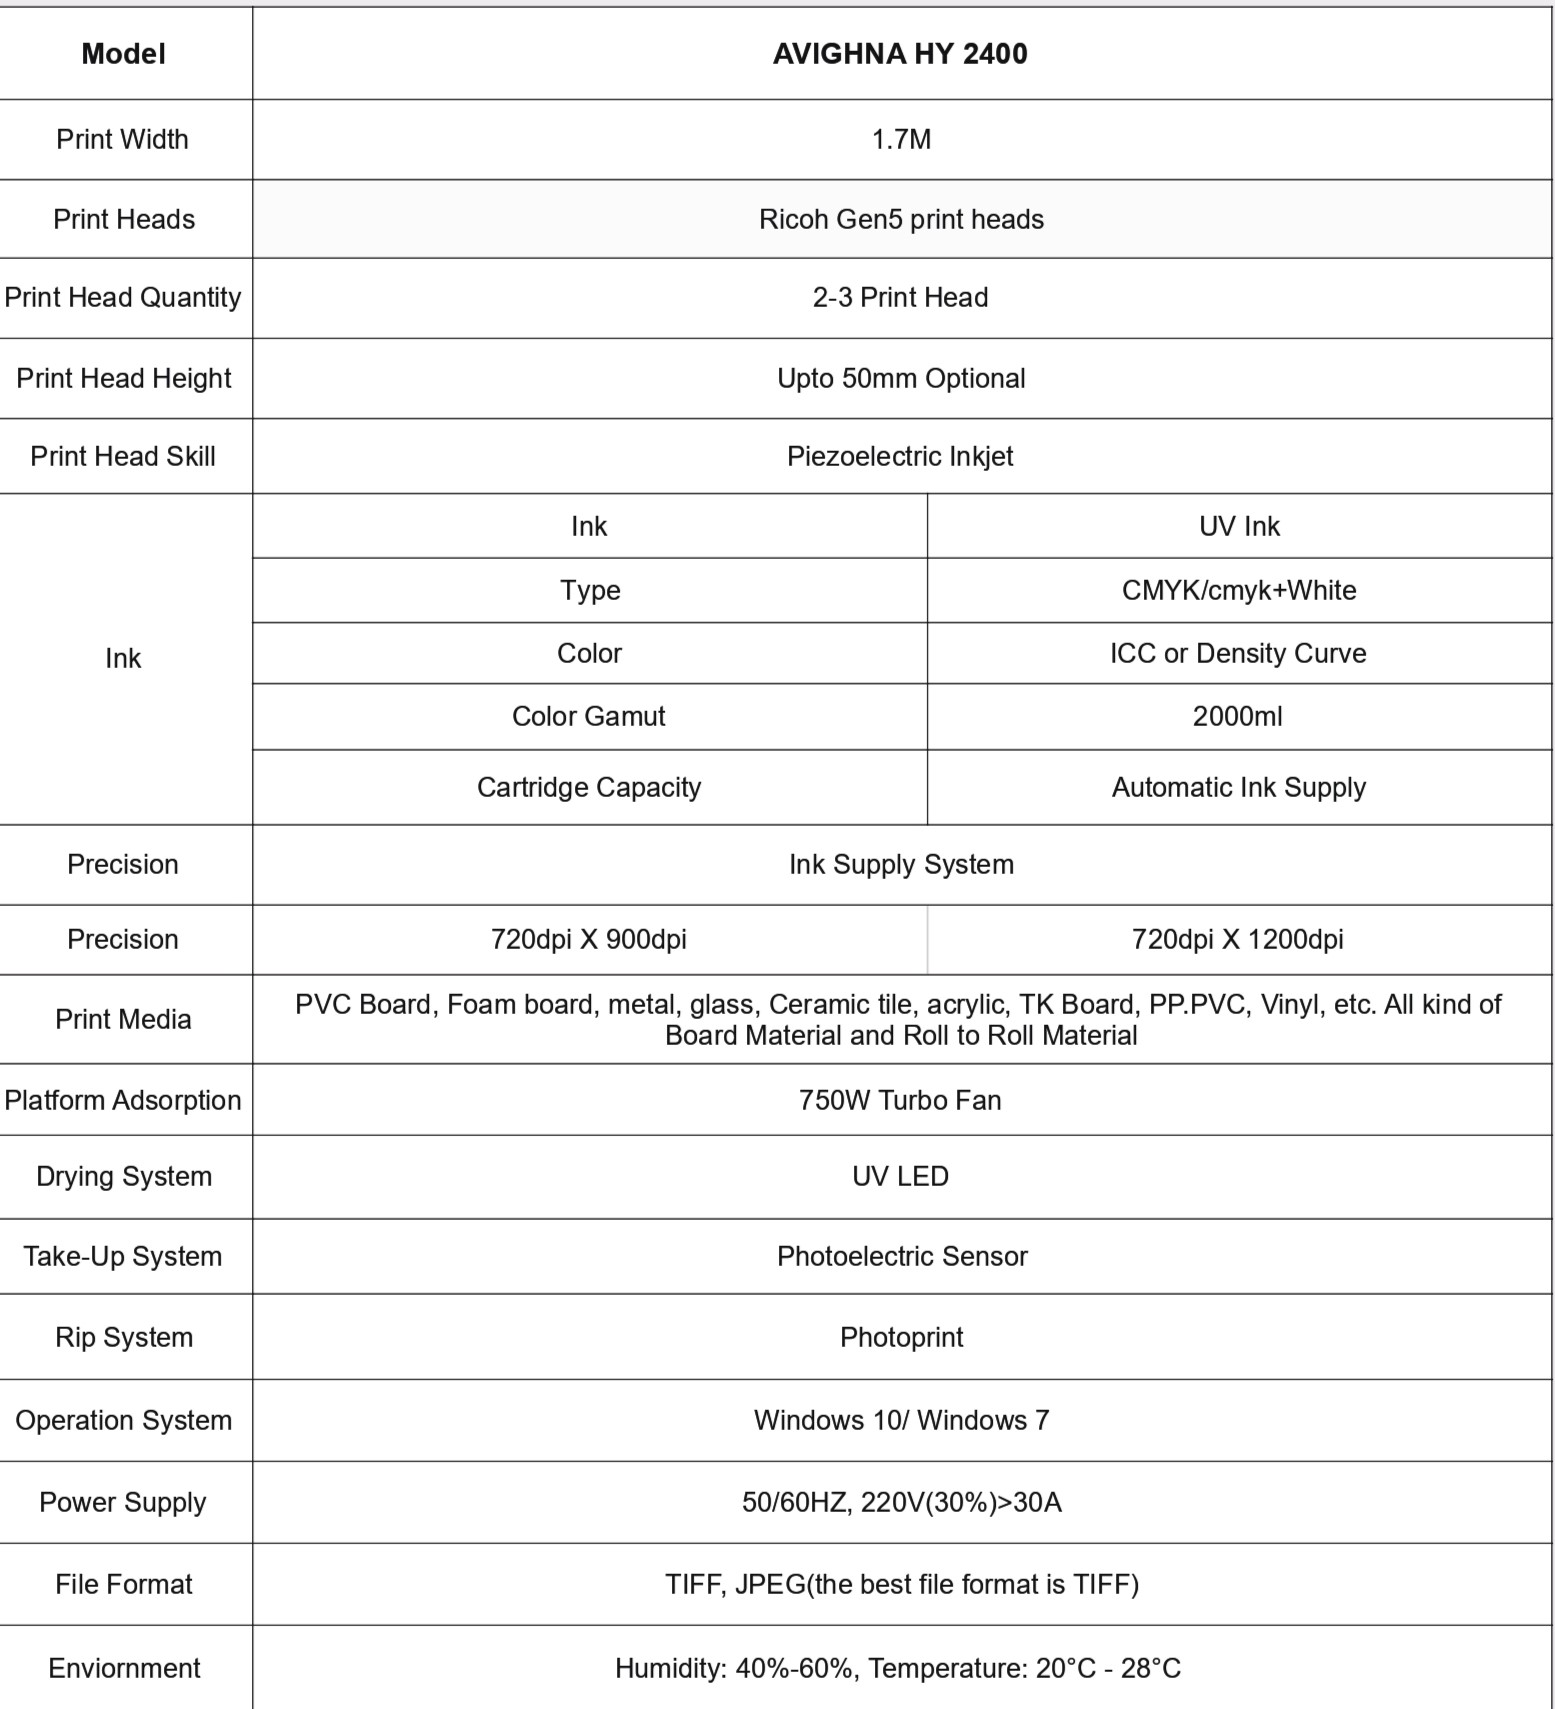 Model AVIGHNA HY 2400
Print Width 1.7M
Print Heads Ricoh Gen5 print heads
Print Head Quantity 2-3 Print Head
Print Head Height Upto 50mm Optional
Print Head Skill Piezoelectric Inkjet
Ink
Ink UV Ink
Type CMYK/cmyk+White
Color ICC or Density Curve
Color Gamut 2000ml
Cartridge Capacity Automatic Ink Supply
Precision Ink Supply System
Precision 720dpi X 900dpi 720dpi X 1200dpi
Print Media
PVC Board, Foam board, metal, glass, Ceramic tile, acrylic, TK Board, PP.PVC, Vinyl, etc. All kind of
Board Material and Roll to Roll Material
Platform Adsorption 750W Turbo Fan
Drying System UV LED
Take-Up System Photoelectric Sensor
Rip System Photoprint
Operation System Windows 10/ Windows 7
Power Supply 50/60HZ, 220V(30%)>30A
File Format TIFF, JPEG(the best file format is TIFF)
Enviornment Humidity: 40%-60%, Temperature: 20°C - 28°C